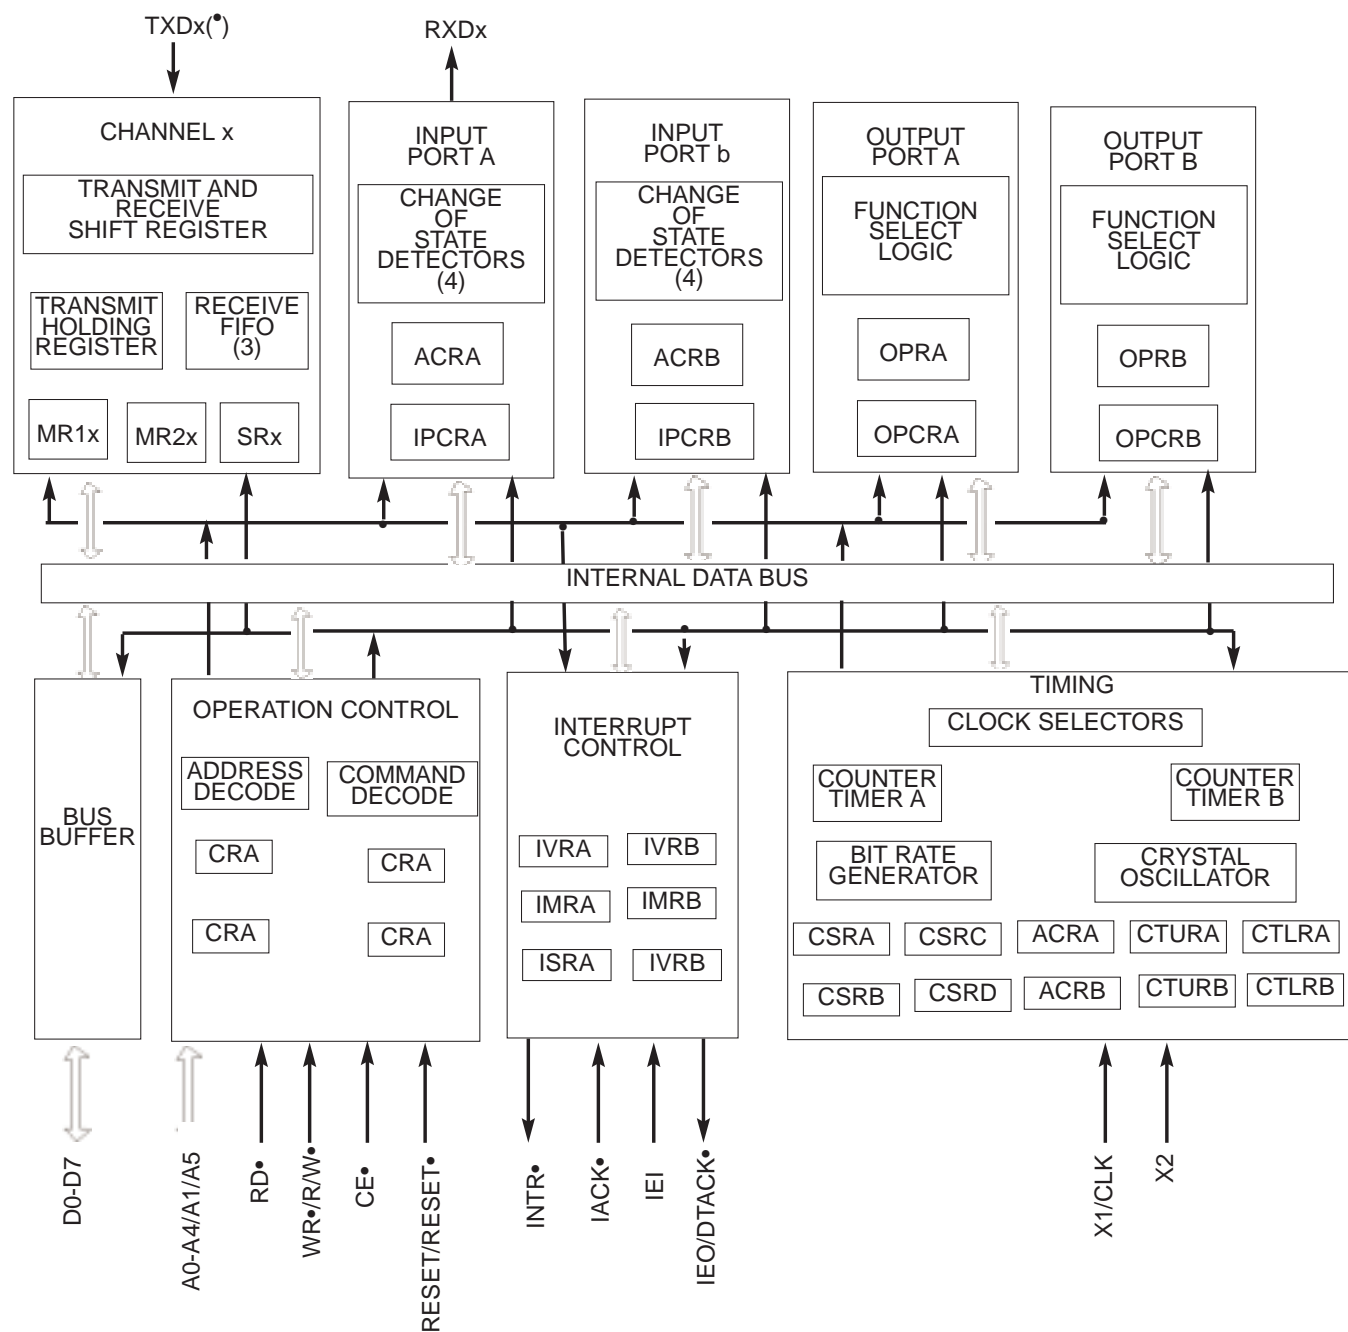 TXDx(•)
RXDx
CHANNEL x
TRANSMIT AND
RECEIVE
SHIFT REGISTER
TRANSMIT
HOLDING
REGISTER
RECEIVE
FIFO
(3)
MR1x
MR2x
SRx
INPUT
PORT A
CHANGE
OF
STATE
DETECTORS
(4)
ACRA
IPCRA
INPUT
PORT b
CHANGE
OF
STATE
DETECTORS
(4)
ACRB
IPCRB
OUTPUT
PORT A
FUNCTION
SELECT
LOGIC
OPRA
OPCRA
OUTPUT
PORT B
FUNCTION
SELECT
LOGIC
OPRB
OPCRB
INTERNAL DATA BUS
BUS
BUFFER
OPERATION CONTROL
ADDRESS
DECODE
COMMAND
DECODE
CRA
CRA
CRA
CRA
INTERRUPT
CONTROL
IVRA
IVRB
IMRA
IMRB
ISRA
IVRB
TIMING
CLOCK SELECTORS
COUNTER
TIMER A
COUNTER
TIMER B
BIT RATE
GENERATOR
CRYSTAL
OSCILLATOR
CSRA
CSRC
ACRA
CTURA
CTLRA
CSRB
CSRD
ACRB
CTURB
CTLRB
D0-D7
A0-A4/A1/A5
RD•
WR•/R/W•
CE•
RESET/RESET•
INTR•
IACK•
IEI
IEO/DTACK•
X1/CLK
X2